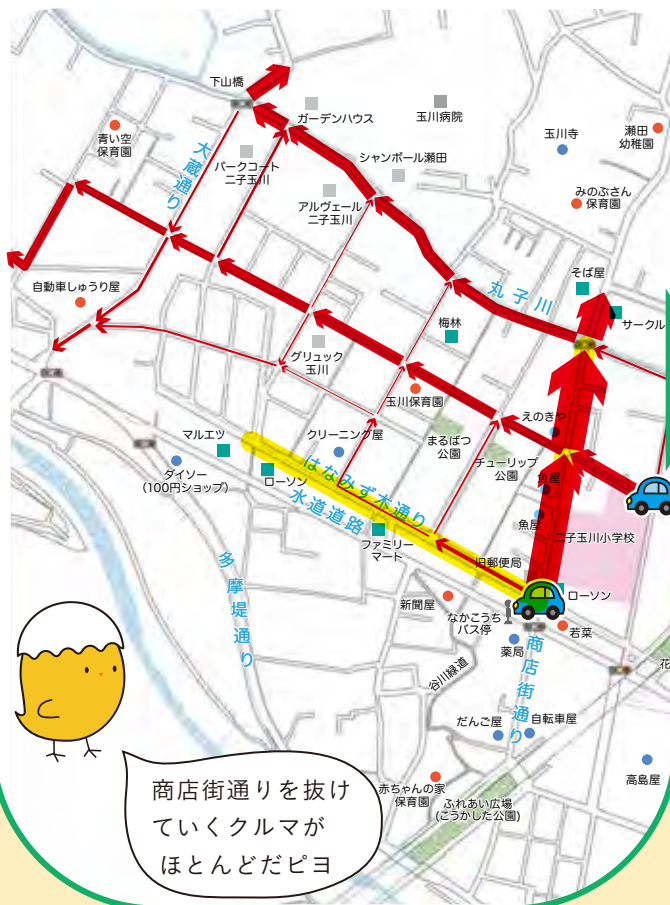 下山橋
ガーデンハウス
玉川病院
青い空
保育園
大蔵通り
パークコート
二子玉川
シャンボール瀬田
玉川寺
瀬田
幼稚園
アルヴェール
二子玉川
みのぶさん
保育園
自動車しゅうり屋
丸子川
そば屋
サークル
梅林
グリュック
玉川
玉川保育園
えのきや
マルエツ
クリーニング屋
まるばつ
公園
チューリップ
公園
魚屋
ダイソー
(100円ショップ)
ローソン
はなみず木通り
水道道路
魚屋
二子玉川小学校
ファミリー
マート
旧郵便局
多摩堤通り
新聞屋
なかこうち
バス停
ローソン
若菜
薬局
商店街通り
谷川緑道
花
だんご屋
自転車屋
高島屋
赤ちゃんの家
保育園
ふれあい広場
(こうかした公園)
商店街通りを抜け
ていくクルマが
ほとんどだピヨ